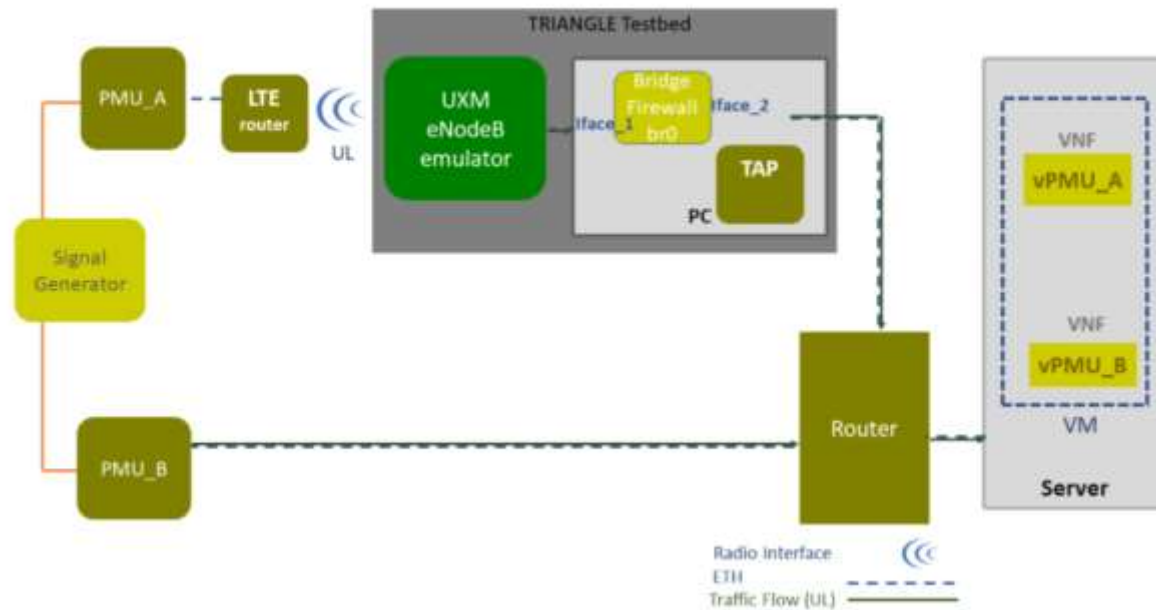 TRIANGLE Testbed
PMU_A
LTE
router
UL
UXM
eNodeB
emulator
Iface_1
Bridge
Firewall
br0
Iface_2
TAP
PC
Signal
Generator
PMU_B
Router
VNF
vPMU_A
VNF
vPMU_B
VM
Server
Radio Interface
ETH
Traffic Flow (UL)